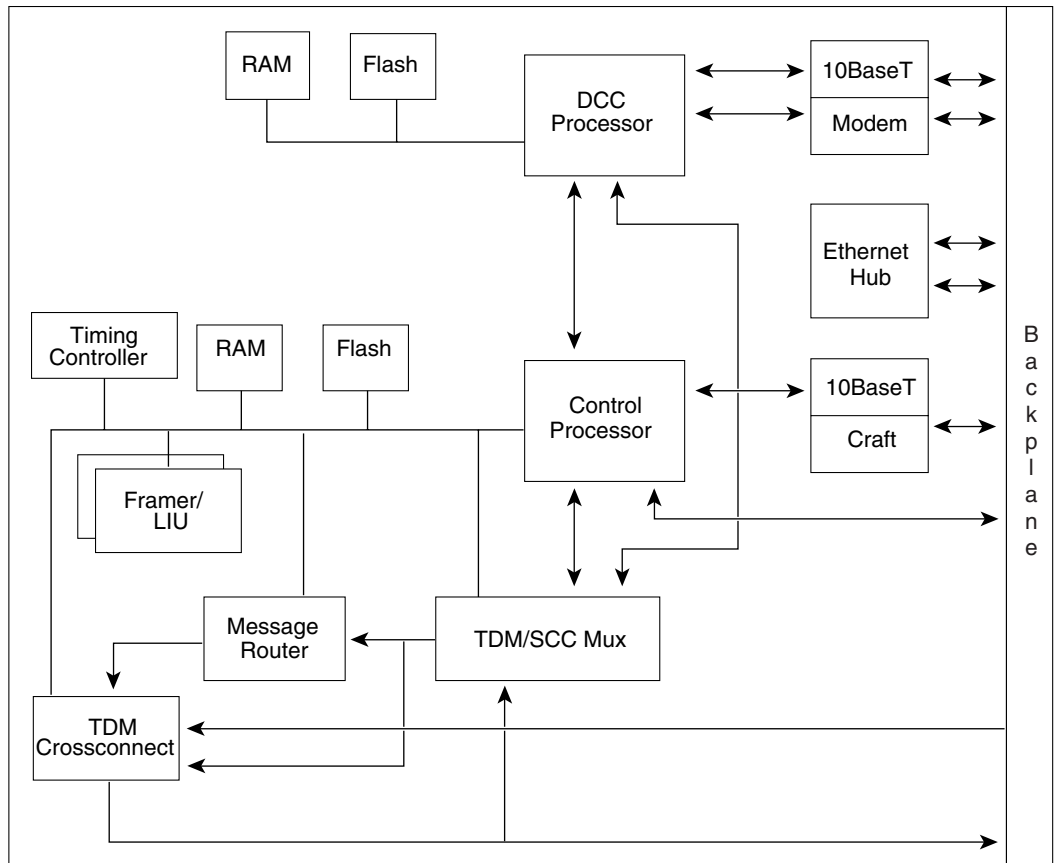 RAM
Flash
DCC
Processor
10BaseT
Modem
Ethernet
Hub
Timing
Controller
RAM
Flash
Control
Processor
10BaseT
Craft
Framer/
LIU
Message
Router
TDM/SCC Mux
TDM
Crossconnect
Backplane